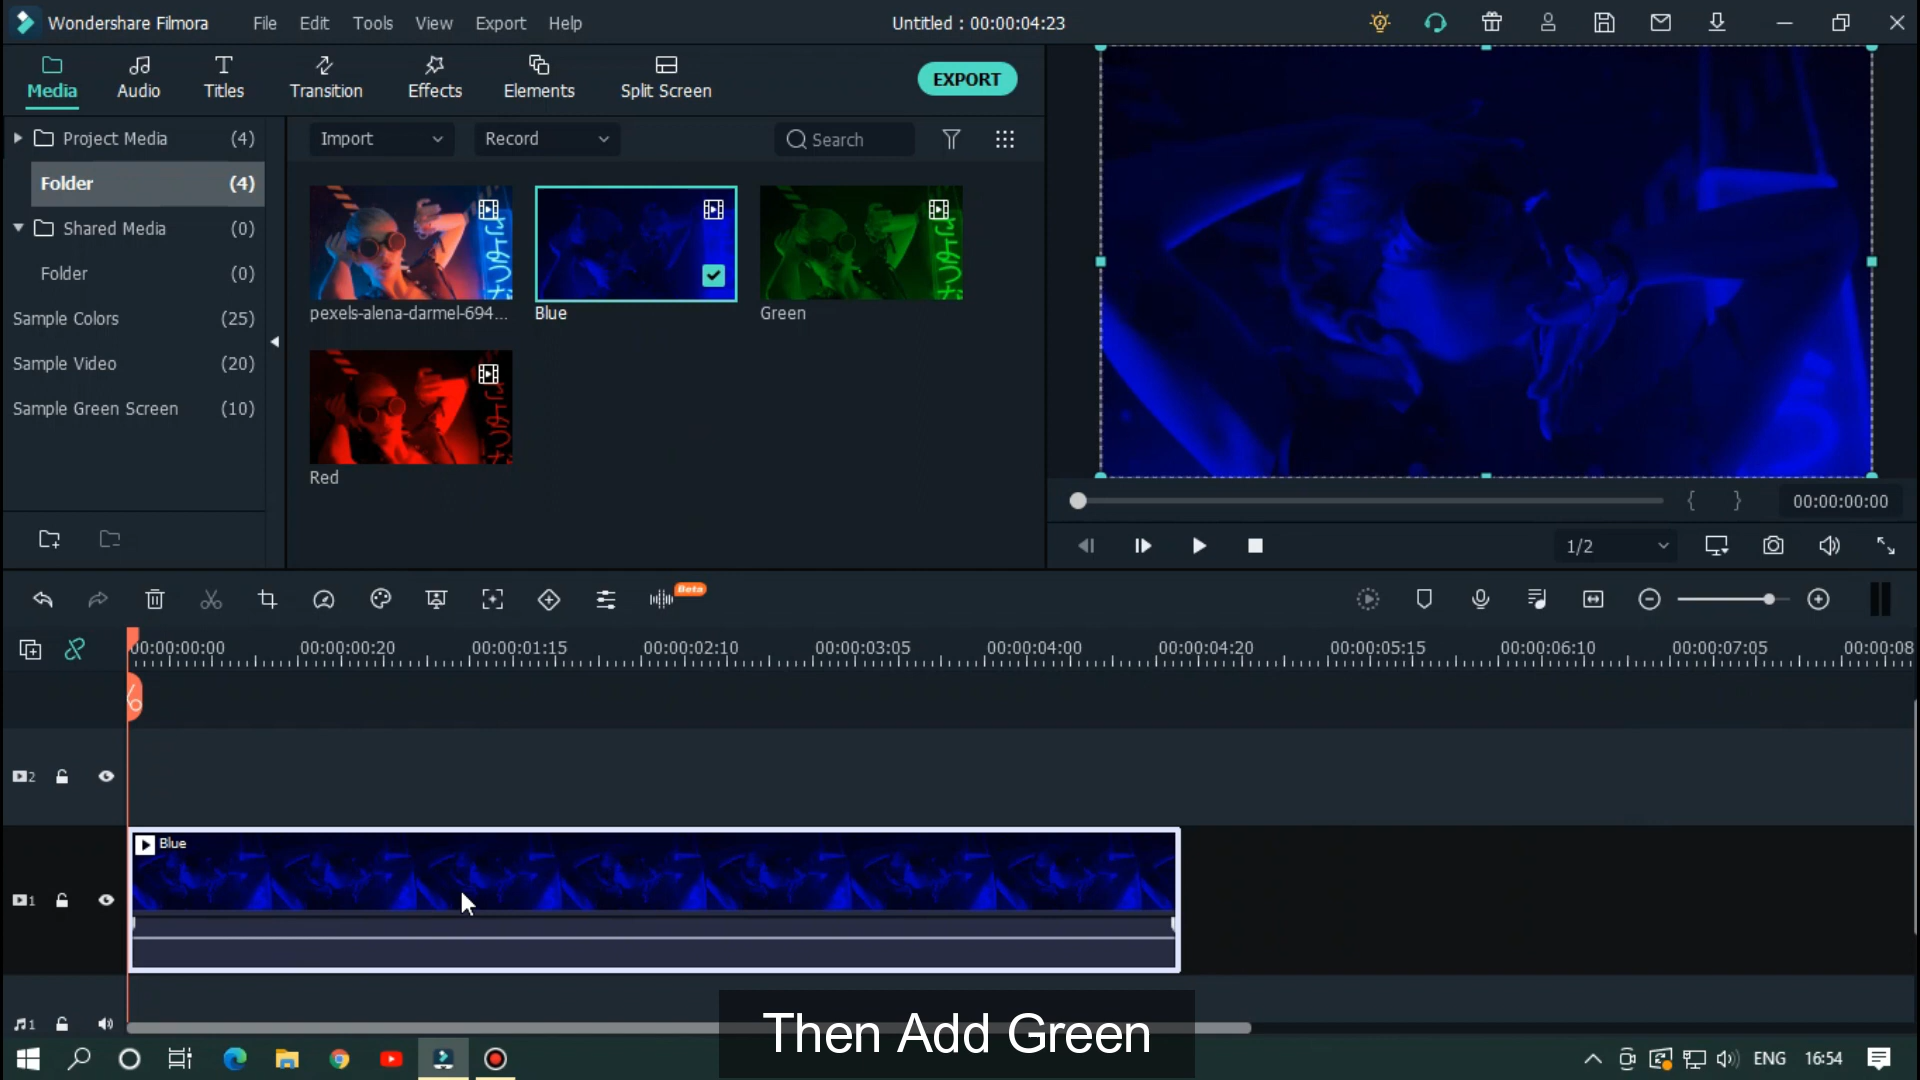 Wondershare Filmora File Edit Tools View Export Help Untitled : 00:00:04:23
Media Audio Titles Transition Effects Elements Split Screen EXPORT
Project Media (4)
Folder (4)
Shared Media (0)
Folder (0)
Sample Colors (25)
Sample Video (20)
Sample Green Screen (10)
Import Record Search
pexels-alena-darmel-694... Blue Green
Red
00:00:00:00
1/2
Beta
00:00:00:00 00:00:00:20 00:00:01:15 00:00:02:10 00:00:03:05 00:00:04:00 00:00:04:20 00:00:05:15 00:00:06:10 00:00:07:05 00:00:08
2
Blue
1
1
Then Add Green
ENG 16:54